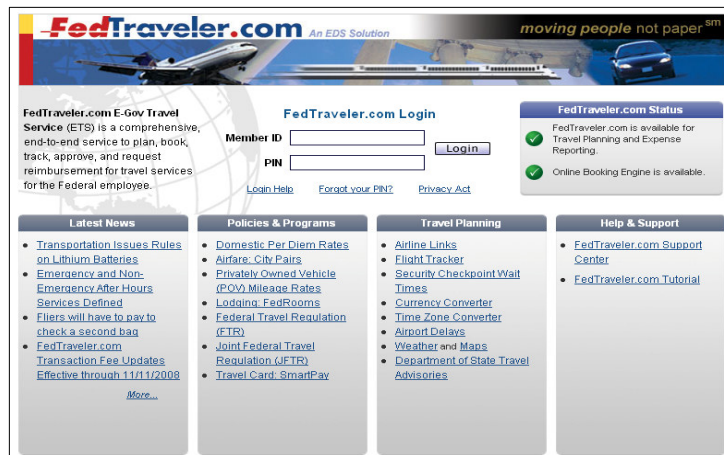 FedTraveler.com An EDS Solution
moving people not paper sm
FedTraveler.com E-Gov Travel
Service (ETS) is a comprehensive,
end-to-end service to plan, book,
track, approve, and request
reimbursement for travel services
for the Federal employee.
FedTraveler.com Login
Member ID
PIN
Login
Login Help Forgot your PIN? Privacy Act
FedTraveler.com Status
FedTraveler.com is available for
Travel Planning and Expense
Reporting.
Online Booking Engine is available.
Latest News
Transportation Issues Rules
on Lithium Batteries
Emergency and Non-
Emergency After Hours
Services Defined
Fliers will have to pay to
check a second bag
FedTraveler.com
Transaction Fee Updates
Effective through 11/11/2008
More...
Policies & Programs
Domestic Per Diem Rates
Airfare: City Pairs
Privately Owned Vehicle
(POV) Mileage Rates
Lodging: FedRooms
Federal Travel Regulation
(FTR)
Joint Federal Travel
Regulation (JFTR)
Travel Card: SmartPay
Travel Planning
Airline Links
Flight Tracker
Security Checkpoint Wait
Times
Currency Converter
Time Zone Converter
Airport Delays
Weather and Maps
Department of State Travel
Advisories
Help & Support
FedTraveler.com Support
Center
FedTraveler.com Tutorial